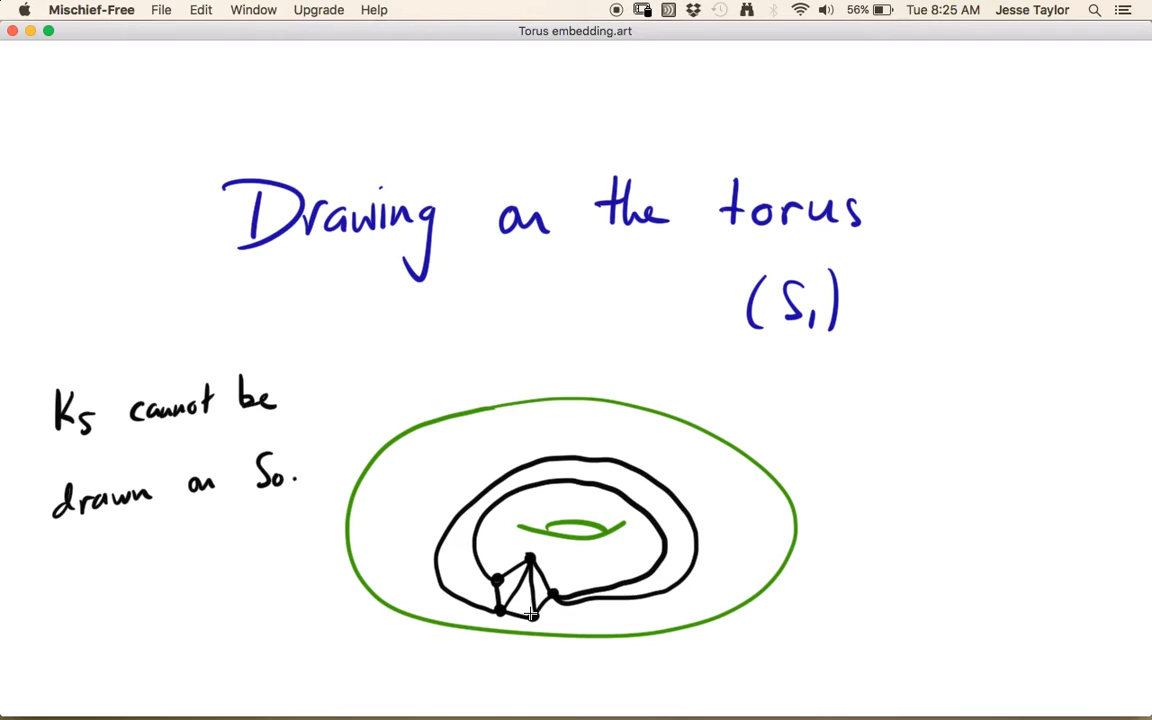 Mischief-Free File Edit View Window Upgrade Help 56% Tue 8:25 AM Jesse Taylor
Torus embedding.art
Drawing on the torus
(S₁)
K₅ cannot be
drawn on S₀.